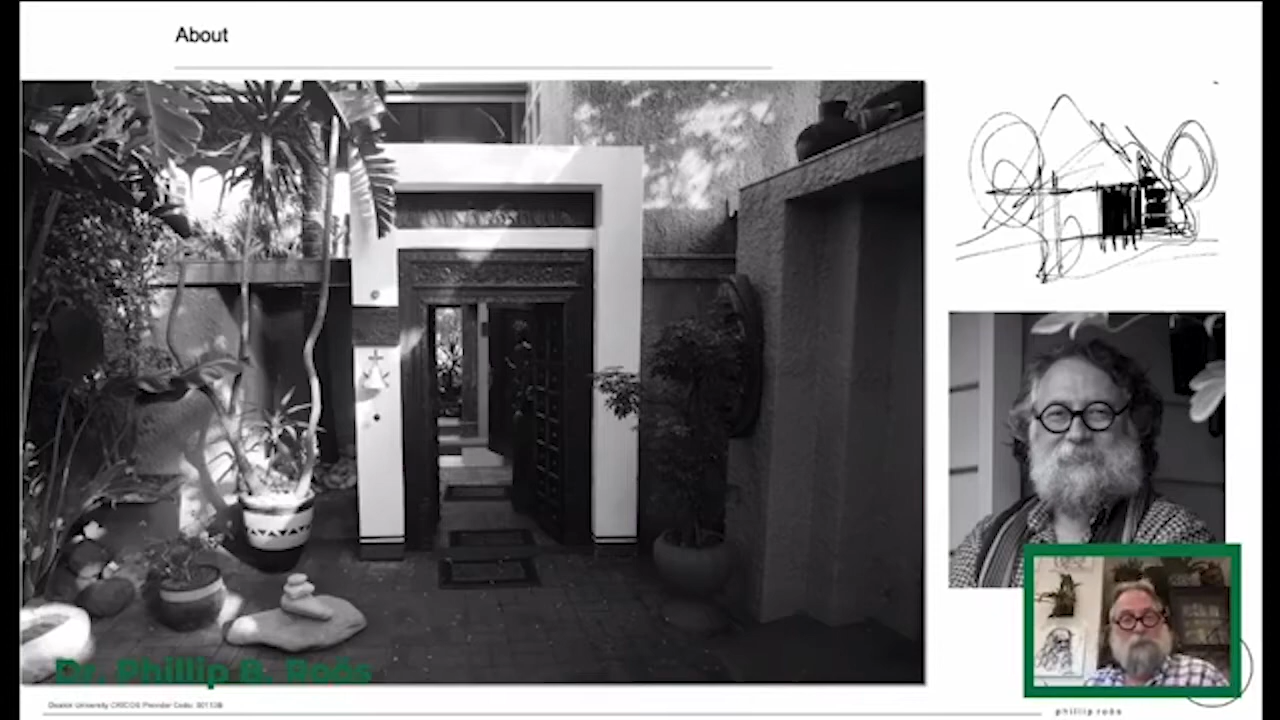 About
Dr. Phillip B. Roös
Deakin University CRICOS Provider Code: 00113B
phillip roös